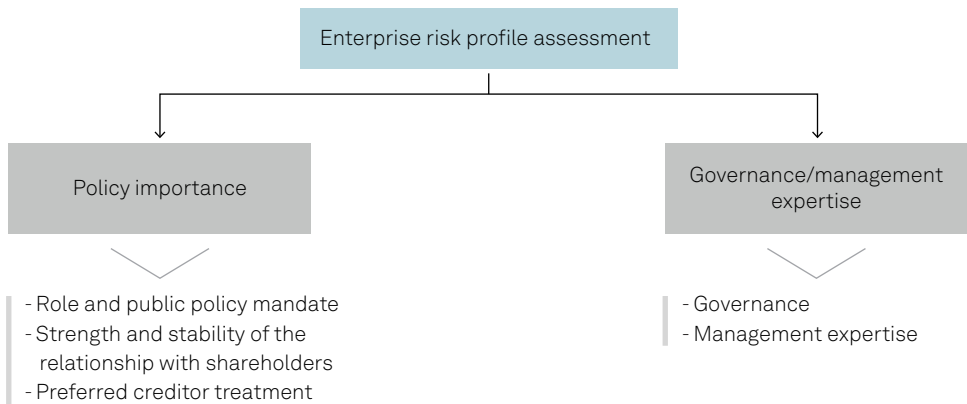 Enterprise risk profile assessment
Policy importance
Governance/management
expertise
- Role and public policy mandate
- Strength and stability of the
relationship with shareholders
- Preferred creditor treatment
- Governance
- Management expertise